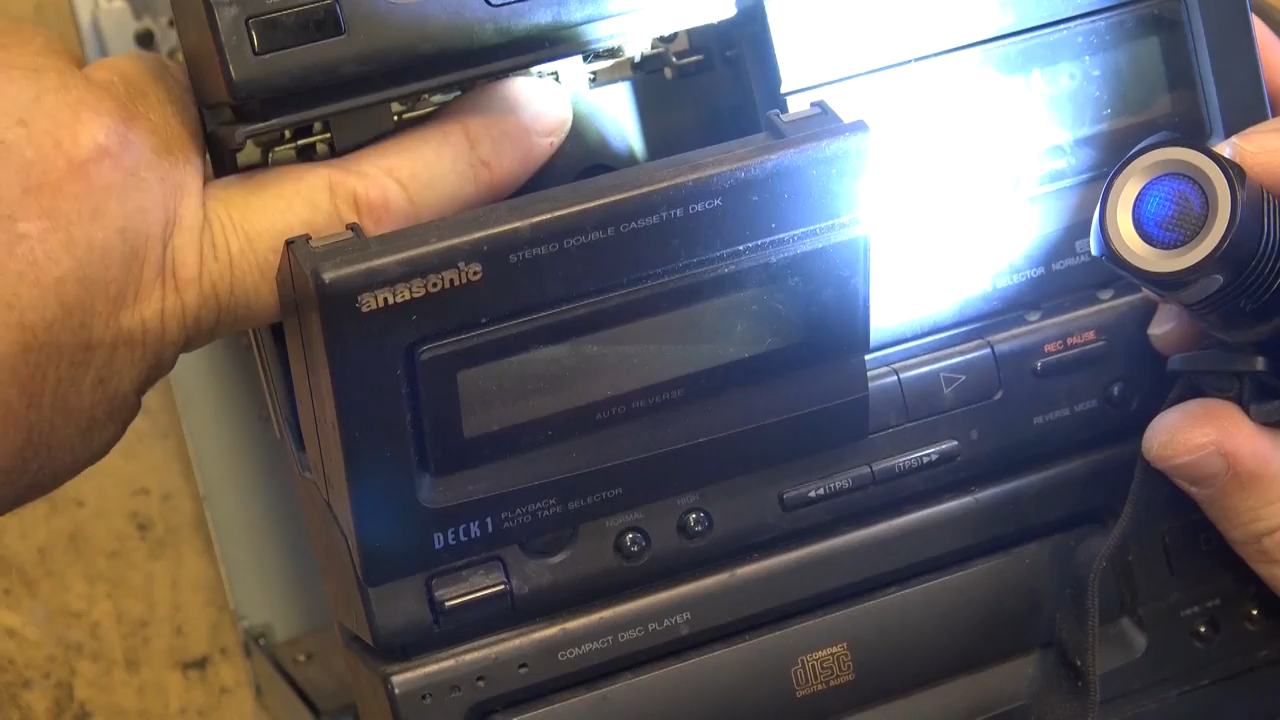 STEREO DOUBLE CASSETTE DECK
anasonic
SELECTOR NORMAL
REC PAUSE
AUTO REVERSE
REVERSE MODE
(TPS)
(TPS)
DECK 1 PLAYBACK
AUTO TAPE SELECTOR
NORMAL
HIGH
COMPACT DISC PLAYER
COMPACT
disc
DIGITAL AUDIO